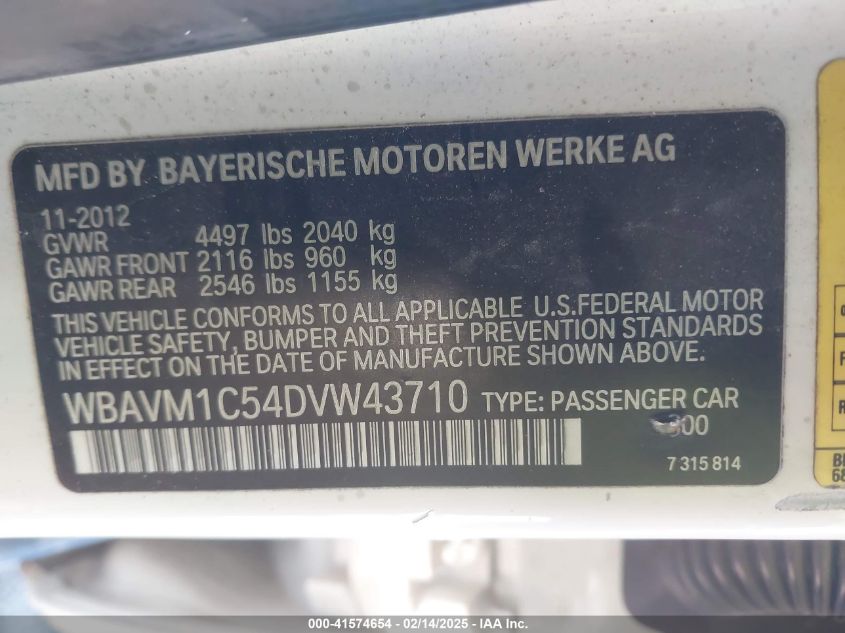 MFD BY BAYERISCHE MOTOREN WERKE AG
11-2012
GVWR 4497 lbs 2040 kg
GAWR FRONT 2116 lbs 960 kg
GAWR REAR 2546 lbs 1155 kg
THIS VEHICLE CONFORMS TO ALL APPLICABLE U.S.FEDERAL MOTOR
VEHICLE SAFETY, BUMPER AND THEFT PREVENTION STANDARDS
IN EFFECT ON THE DATE OF MANUFACTURE SHOWN ABOVE.
WBAVM1C54DVW43710 TYPE: PASSENGER CAR
7 315 814
000-41574654 - 02/14/2025 - IAA Inc.